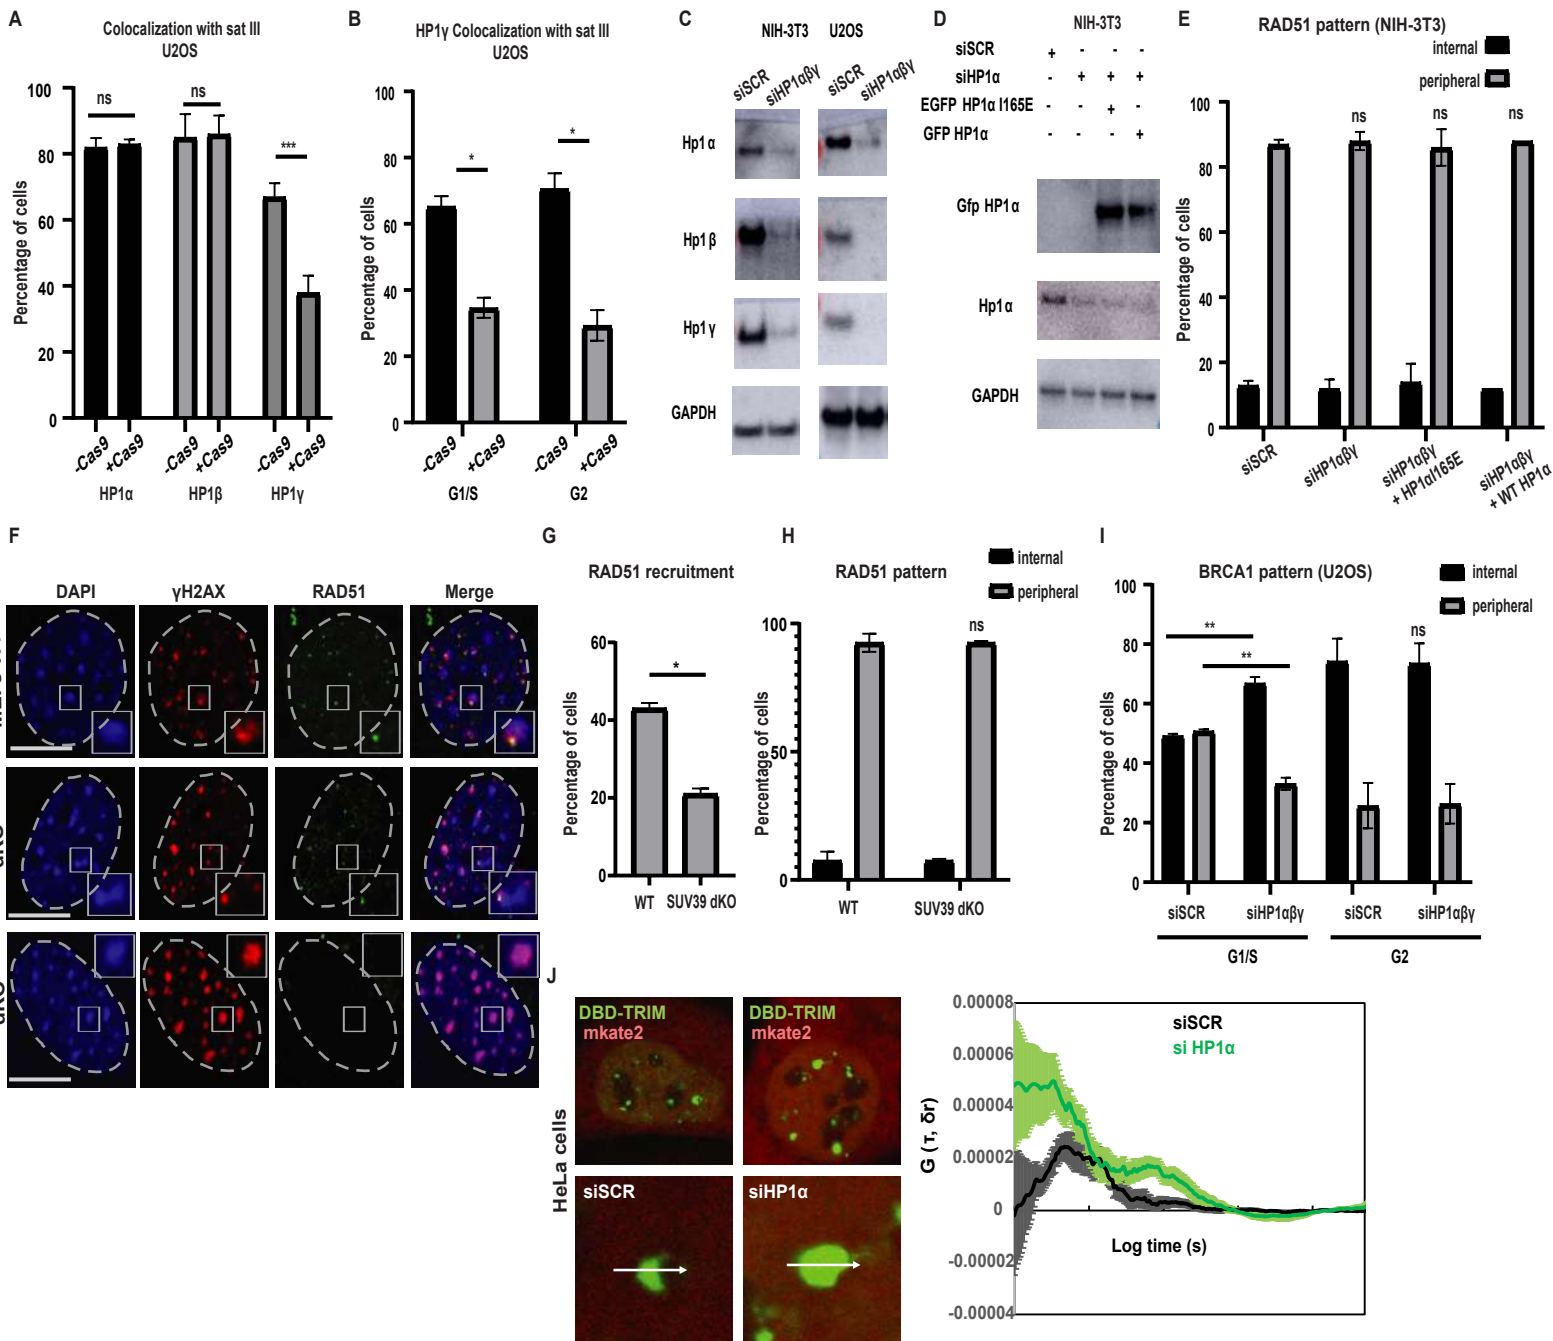 A
Colocalization with sat III
U2OS
Percentage of cells
100
80
60
40
20
0
ns
ns
***
-Cas9
+Cas9
-Cas9
+Cas9
-Cas9
+Cas9
HP1α
HP1β
HP1γ
B
HP1γ Colocalization with sat III
U2OS
Percentage of cells
100
80
60
40
20
0
*
*
-Cas9
+Cas9
-Cas9
+Cas9
G1/S
G2
C
NIH-3T3
U2OS
siSCR
siHP1αβγ
siSCR
siHP1αβγ
Hp1α
Hp1β
Hp1γ
GAPDH
D
NIH-3T3
siSCR + - - -
siHP1α - + + +
EGFP HP1α I165E - - + -
GFP HP1α - - - +
Gfp HP1α
Hp1α
GAPDH
E
RAD51 pattern (NIH-3T3)
internal
peripheral
Percentage of cells
100
80
60
40
20
0
ns
ns
ns
siSCR
siHP1αβγ
siHP1αβγ
+ HP1αI165E
siHP1αβγ
+ WT HP1α
F
DAPI
γH2AX
RAD51
Merge
G
RAD51 recruitment
Percentage of cells
60
40
20
0
*
WT
SUV39 dKO
H
RAD51 pattern
internal
peripheral
Percentage of cells
100
50
0
ns
WT
SUV39 dKO
I
BRCA1 pattern (U2OS)
internal
peripheral
Percentage of cells
100
80
60
40
20
0
**
**
ns
siSCR
siHP1αβγ
siSCR
siHP1αβγ
G1/S
G2
J
HeLa cells
DBD-TRIM
mkate2
DBD-TRIM
mkate2
siSCR
siHP1α
G (τ, δr)
0.00008
0.00006
0.00004
0.00002
0
-0.00002
-0.00004
siSCR
si HP1α
Log time (s)